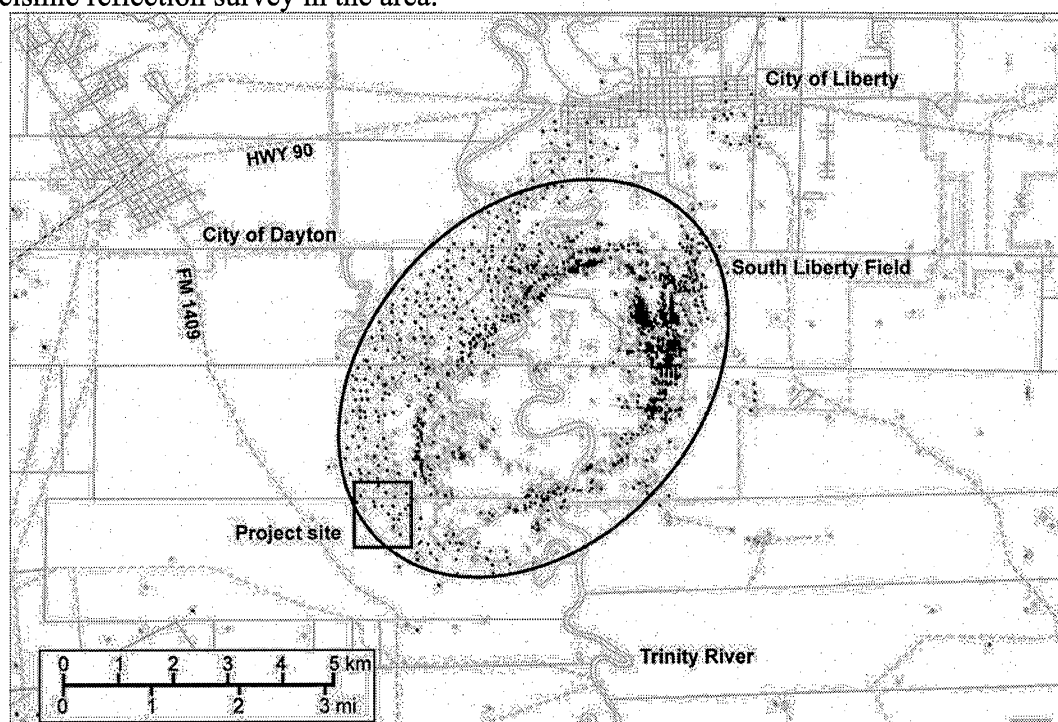 eismic reflection survey in the area.
City of Liberty
HWY 90
City of Dayton
South Liberty Field
FM 1409
Project site
0 1 2 3 4 5 km
0 1 2 3 mi
Trinity River